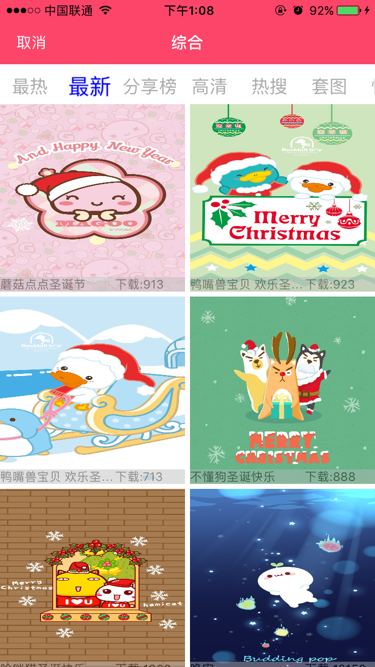 中国联通 下午1:08 92%
取消 综合
最热 最新 分享榜 高清 热搜 套图
And Happy New Year
MAGOO
蘑菇点点圣诞节 下载:913
Merry
Christmas
鸭嘴兽宝贝 欢乐圣... 下载:923
鸭嘴兽宝贝 欢乐圣... 下载:713
MERRY
CHRISTMAS
不懂狗圣诞快乐 下载:888
Merry
Christmas
hamicat
I♥U I♥U
Budding pop